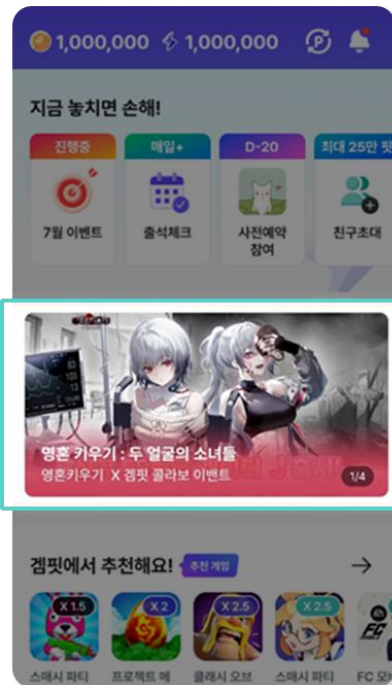 1,000,000 1,000,000 P
지금 놓치면 손해!
진행중 매일+ D-20 최대 25만 핏
7월 이벤트 출석체크 사전예약 친구초대
참여
영혼 키우기 : 두 얼굴의 소녀들
영혼키우기 X 겜핏 콜라보 이벤트
1/4
겜핏에서 추천해요! 추천 게임
X 1.5 X 2 X 2.5 X 2.5
스매시 파티 프로젝트 메 클래시 오브 스매시 파티 FC